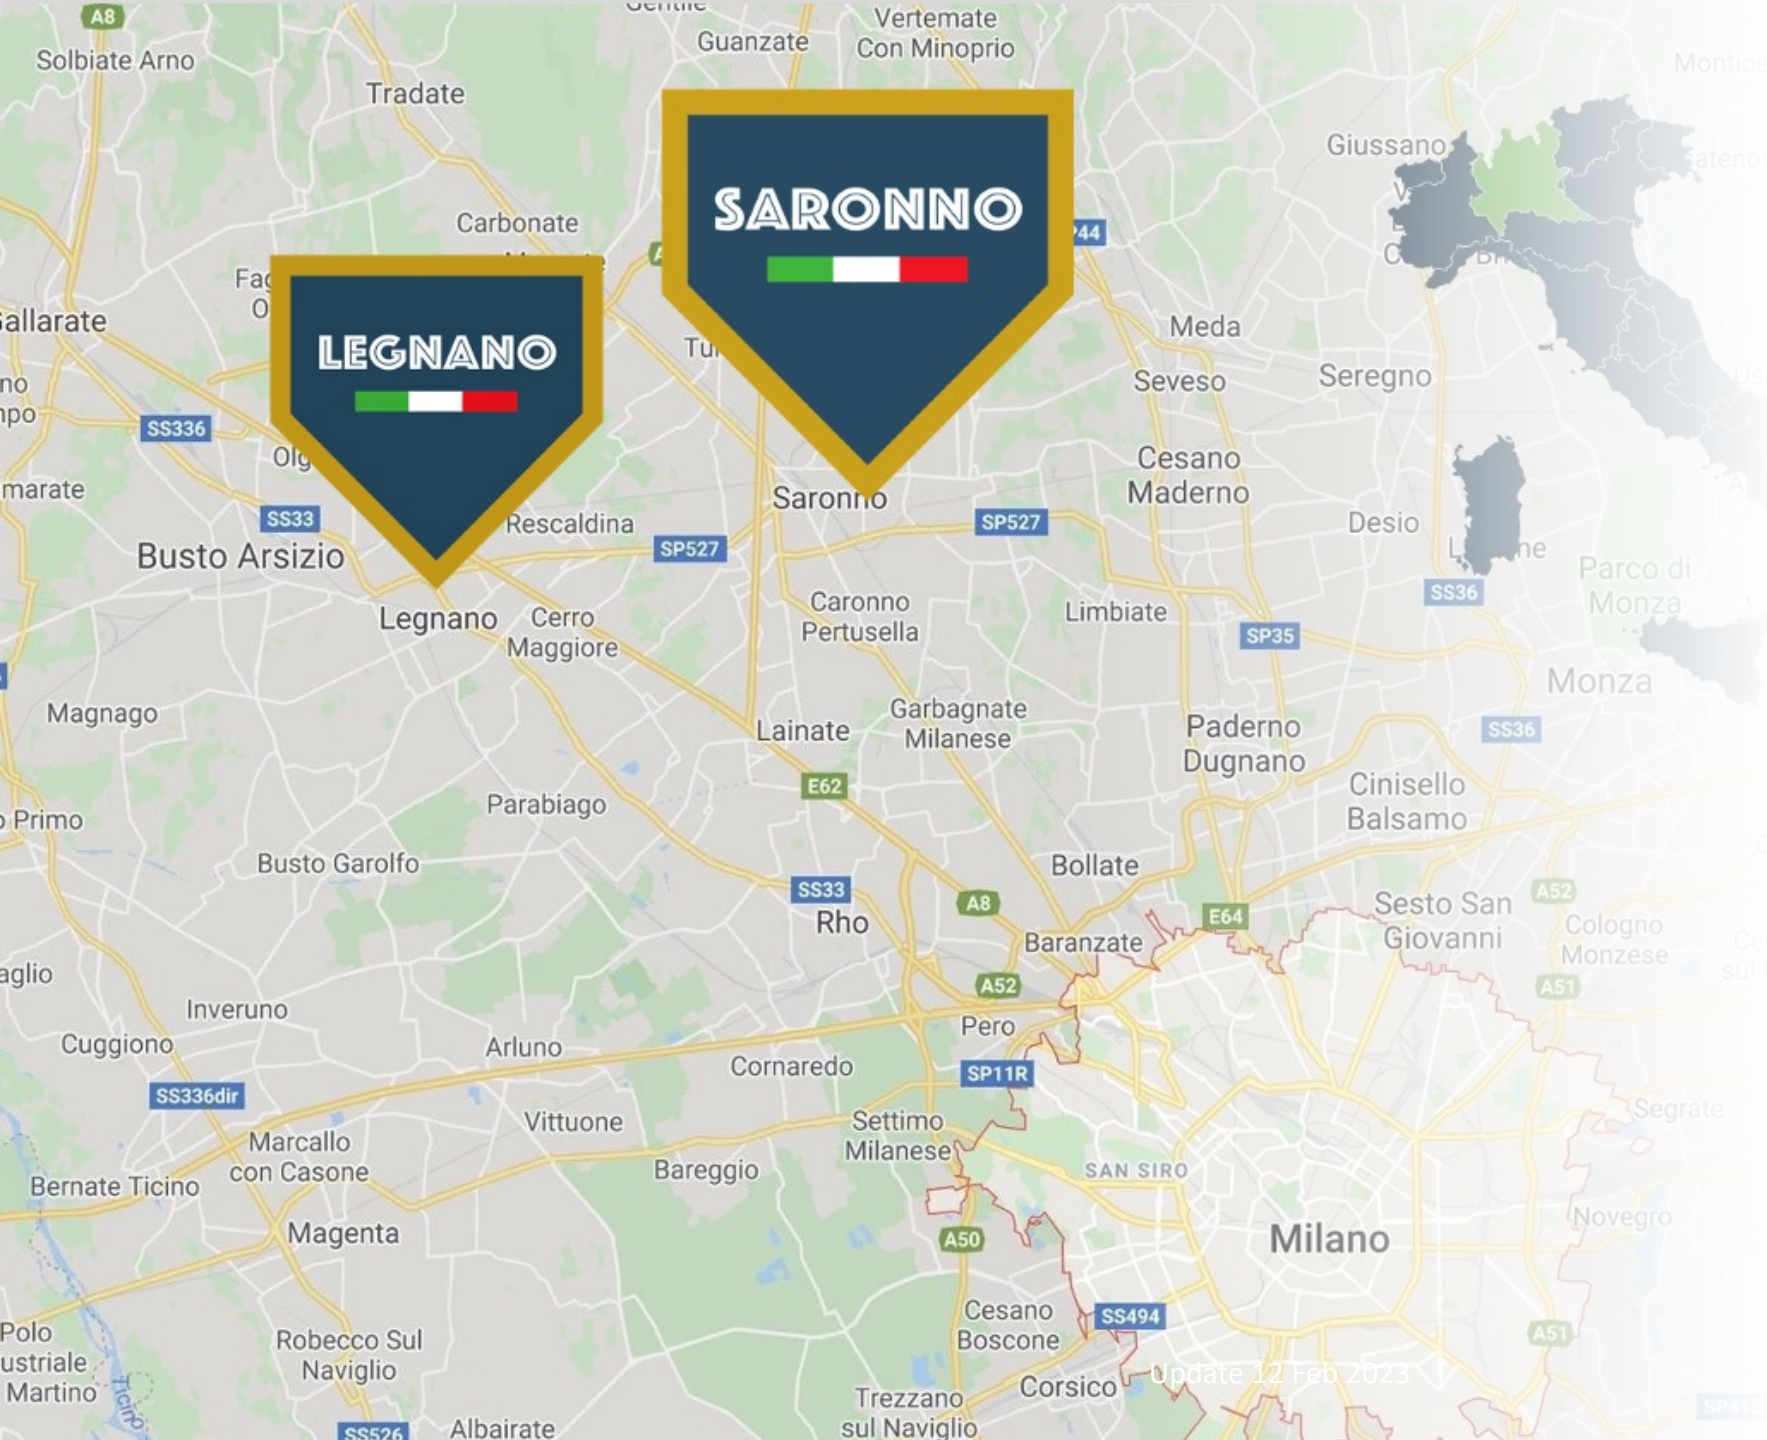 A8
Solbiate Arno
Guanzate
Vertemate
Con Minoprio
Tradate
Giussano
SARONNO
Carbonate
LEGNANO
Gallarate
Meda
Seveso
Seregno
SS336
Cesano
Maderno
SS33
Rescaldina
Saronno
SP527
Desio
Busto Arsizio
SP527
Parco di
Monza
SS36
Legnano
Cerro
Maggiore
Caronno
Pertusella
Limbiate
SP35
Monza
Magnago
Lainate
Garbagnate
Milanese
Paderno
Dugnano
SS36
E62
Cinisello
Balsamo
Parabiago
Primo
Busto Garolfo
Bollate
SS33
Rho
A8
E64
A52
Sesto San
Giovanni
Cologno
Monzese
Baranzate
A52
A51
Inveruno
Pero
Cuggiono
Arluno
Cornaredo
SP11R
SS336dir
Vittuone
Settimo
Milanese
Segrate
Marcallo
con Casone
Bareggio
SAN SIRO
Bernate Ticino
Magenta
A50
Milano
Novegro
Cesano
Boscone
SS494
A51
Polo
Martino
Robecco Sul
Naviglio
Update 12 Feb 2023
Ticino
Trezzano
sul Naviglio
Corsico
SS526
Albairate